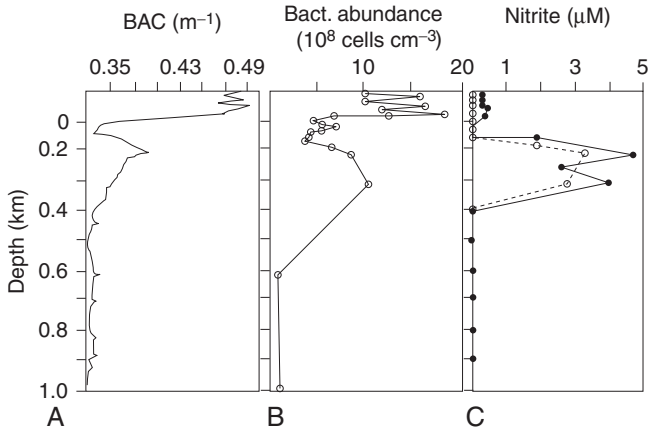 BAC (m⁻¹)
Bact. abundance
(10⁸ cells cm⁻³)
Nitrite (μM)
0.35 0.43 0.49
10 20
0 1 3 5
0
0.2
0.4
0.6
0.8
1.0
Depth (km)
A
B
C